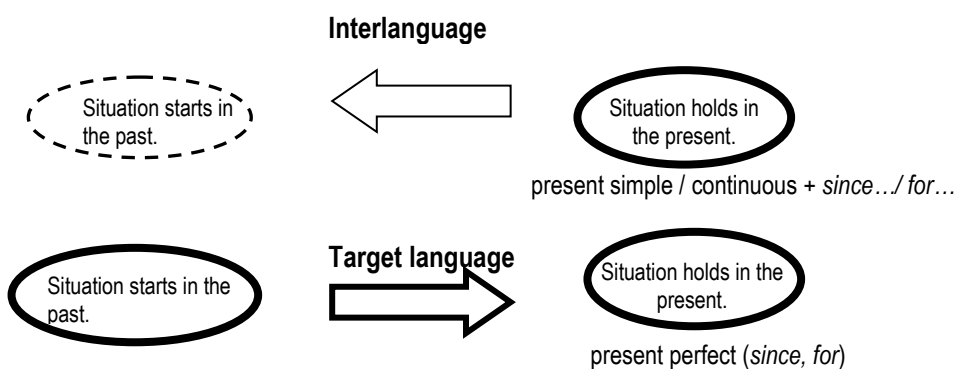 Interlanguage
Situation starts in
the past.
Situation holds in
the present.
present simple / continuous + since…/ for…
Target language
Situation starts in the
past.
Situation holds in the
present.
present perfect (since, for)